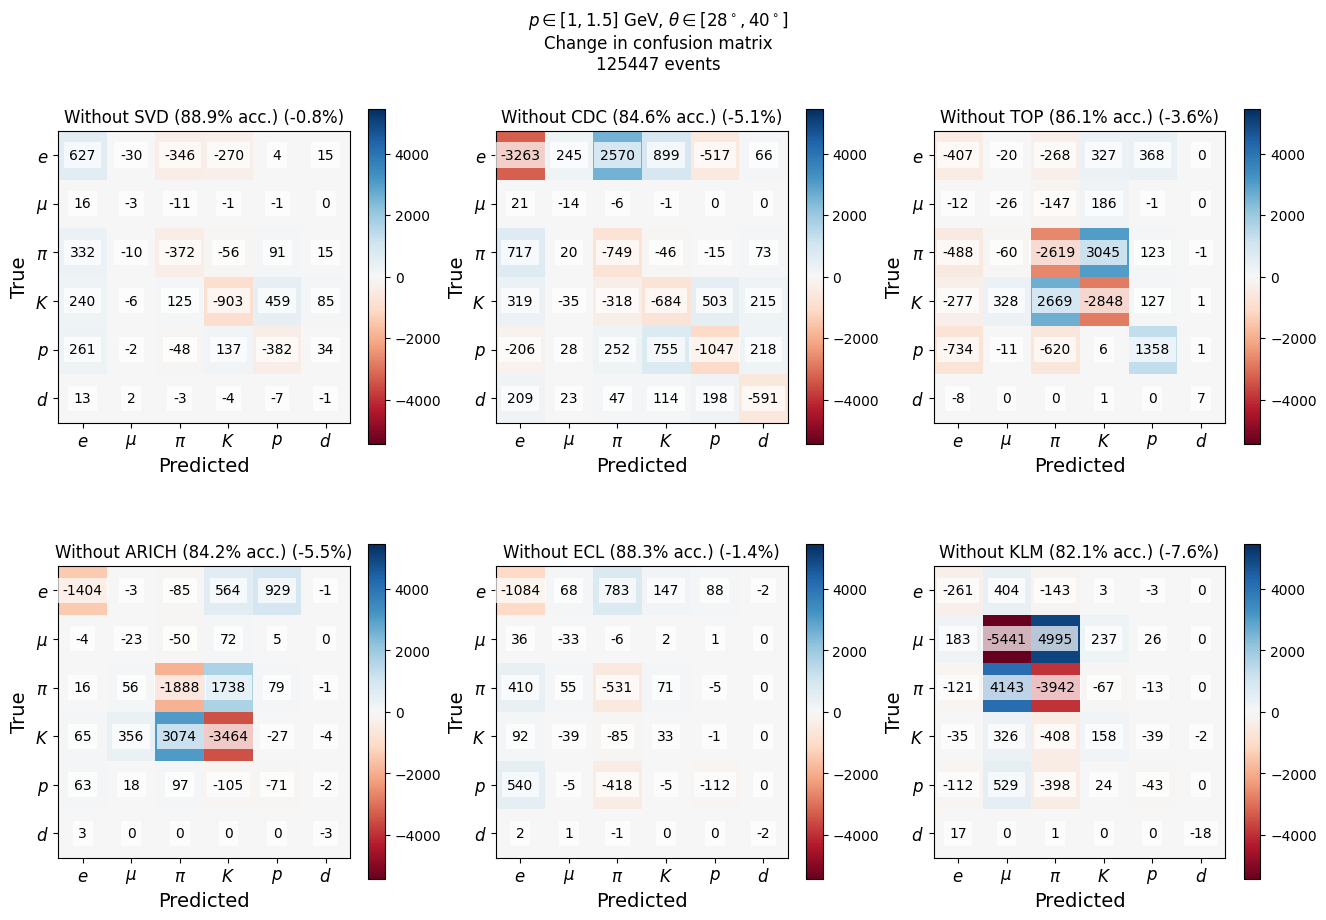 p ∈ [1, 1.5] GeV, θ ∈ [28°, 40°]
Change in confusion matrix
125447 events
Without SVD (88.9% acc.) (-0.8%)
e 627 -30 -346 -270 4 15
μ 16 -3 -11 -1 -1 0
π 332 -10 -372 -56 91 15
K 240 -6 125 -903 459 85
p 261 -2 -48 137 -382 34
d 13 2 -3 -4 -7 -1
e μ π K p d
True
Predicted
4000
2000
0
−2000
−4000
Without CDC (84.6% acc.) (-5.1%)
e -3263 245 2570 899 -517 66
μ 21 -14 -6 -1 0 0
π 717 20 -749 -46 -15 73
K 319 -35 -318 -684 503 215
p -206 28 252 755 -1047 218
d 209 23 47 114 198 -591
e μ π K p d
True
Predicted
4000
2000
0
−2000
−4000
Without TOP (86.1% acc.) (-3.6%)
e -407 -20 -268 327 368 0
μ -12 -26 -147 186 -1 0
π -488 -60 -2619 3045 123 -1
K -277 328 2669 -2848 127 1
p -734 -11 -620 6 1358 1
d -8 0 0 1 0 7
e μ π K p d
True
Predicted
4000
2000
0
−2000
−4000
Without ARICH (84.2% acc.) (-5.5%)
e -1404 -3 -85 564 929 -1
μ -4 -23 -50 72 5 0
π 16 56 -1888 1738 79 -1
K 65 356 3074 -3464 -27 -4
p 63 18 97 -105 -71 -2
d 3 0 0 0 0 -3
e μ π K p d
True
Predicted
4000
2000
0
−2000
−4000
Without ECL (88.3% acc.) (-1.4%)
e -1084 68 783 147 88 -2
μ 36 -33 -6 2 1 0
π 410 55 -531 71 -5 0
K 92 -39 -85 33 -1 0
p 540 -5 -418 -5 -112 0
d 2 1 -1 0 0 -2
e μ π K p d
True
Predicted
4000
2000
0
−2000
−4000
Without KLM (82.1% acc.) (-7.6%)
e -261 404 -143 3 -3 0
μ 183 -5441 4995 237 26 0
π -121 4143 -3942 -67 -13 0
K -35 326 -408 158 -39 -2
p -112 529 -398 24 -43 0
d 17 0 1 0 0 -18
e μ π K p d
True
Predicted
4000
2000
0
−2000
−4000